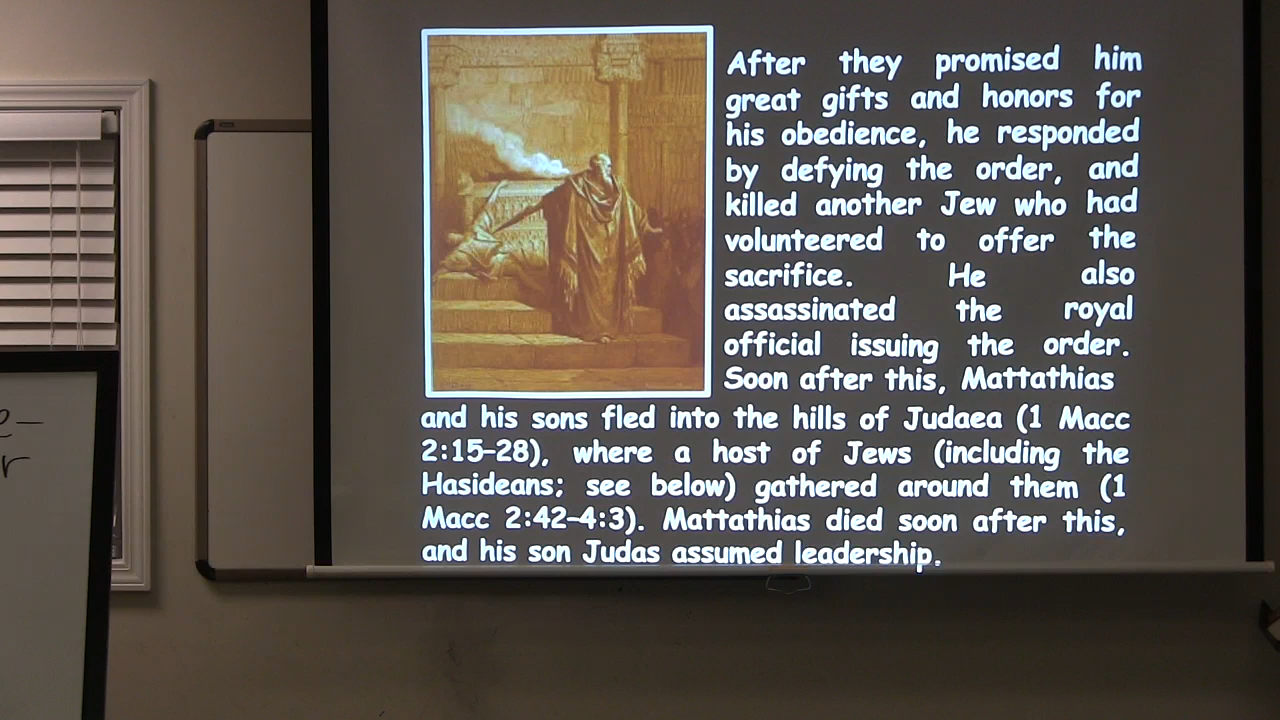 After they promised him
great gifts and honors for
his obedience, he responded
by defying the order, and
killed another Jew who had
volunteered to offer the
sacrifice. He also
assassinated the royal
official issuing the order.
Soon after this, Mattathias
and his sons fled into the hills of Judaea (1 Macc
2:15–28), where a host of Jews (including the
Hasideans; see below) gathered around them (1
Macc 2:42–4:3). Mattathias died soon after this,
and his son Judas assumed leadership.